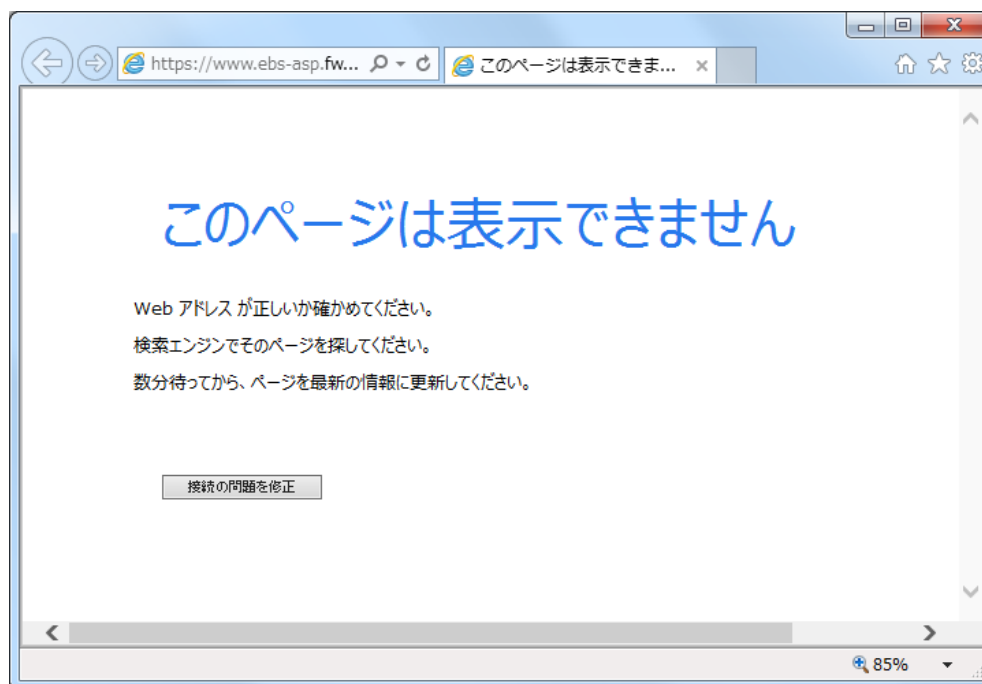 https://www.ebs-asp.fw...
このページは表示できま...
このページは表示できません
Web アドレス が正しいか確かめてください。
検索エンジンでそのページを探してください。
数分待ってから、ページを最新の情報に更新してください。
接続の問題を修正
85%